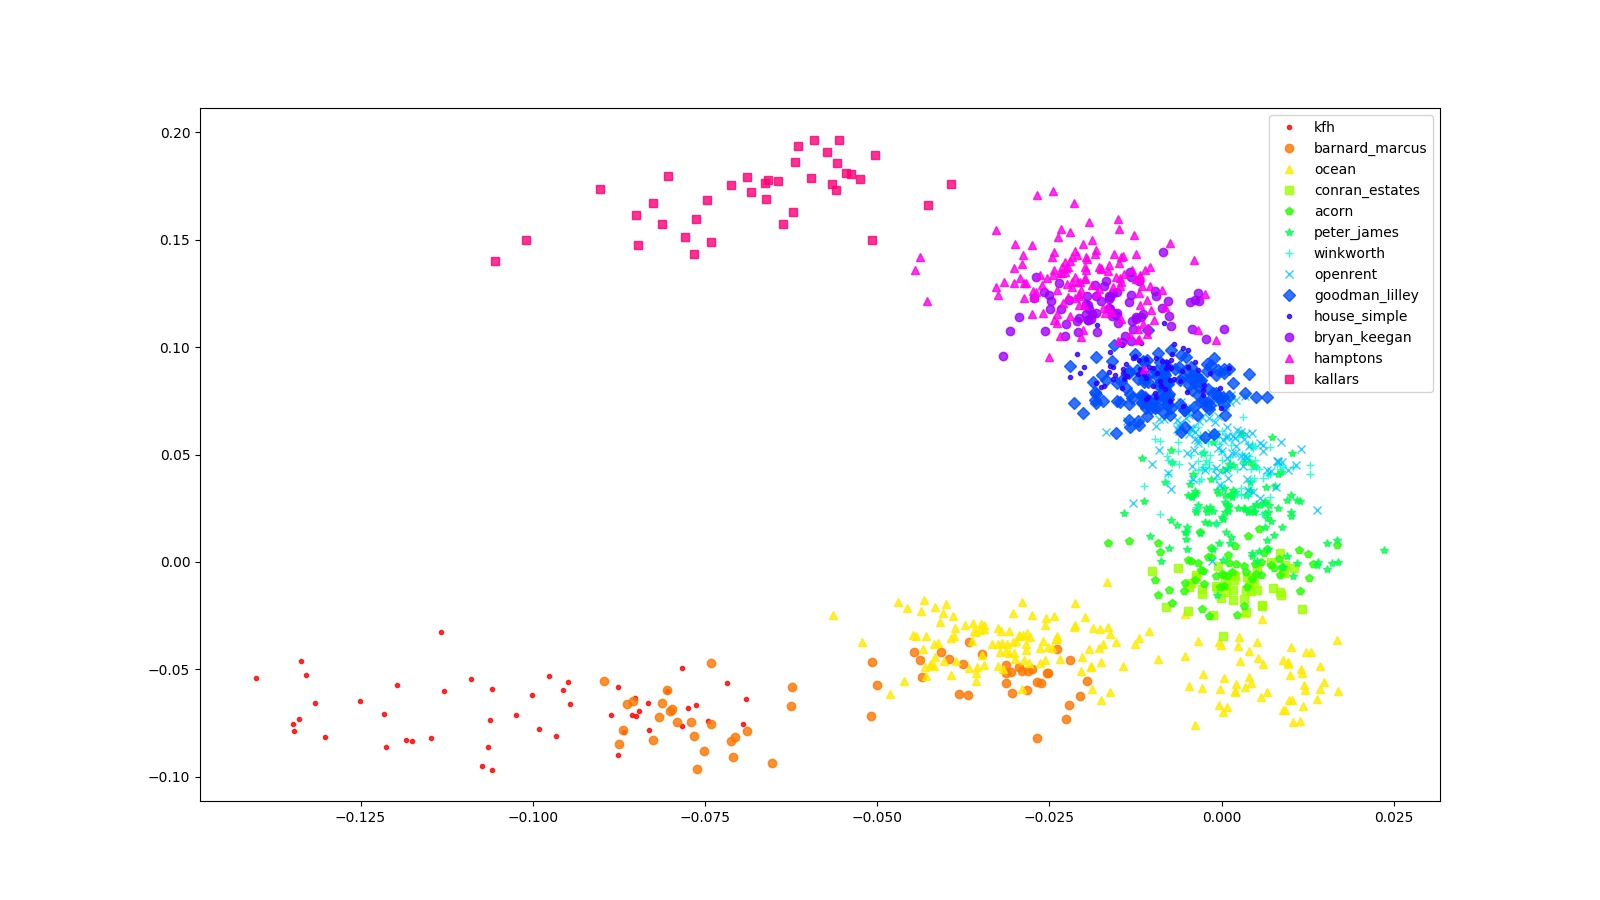 0.20
0.15
0.10
0.05
0.00
−0.05
−0.10
−0.125
−0.100
−0.075
−0.050
−0.025
0.000
0.025
kfh
barnard_marcus
ocean
conran_estates
acorn
peter_james
winkworth
openrent
goodman_lilley
house_simple
bryan_keegan
hamptons
kallars